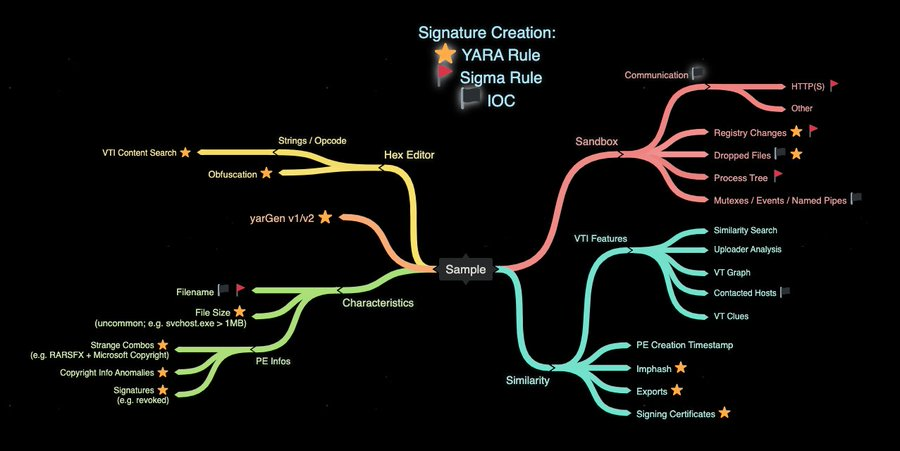 Signature Creation:
YARA Rule
Sigma Rule
IOC
Sample
Hex Editor
Strings / Opcode
VTI Content Search
Obfuscation
yarGen v1/v2
Characteristics
Filename
File Size
(uncommon; e.g. svchost.exe > 1MB)
PE Infos
Strange Combos
(e.g. RARSFX + Microsoft Copyright)
Copyright Info Anomalies
Signatures
(e.g. revoked)
Sandbox
Communication
HTTP(S)
Other
Registry Changes
Dropped Files
Process Tree
Mutexes / Events / Named Pipes
Similarity
VTI Features
Similarity Search
Uploader Analysis
VT Graph
Contacted Hosts
VT Clues
PE Creation Timestamp
Imphash
Exports
Signing Certificates